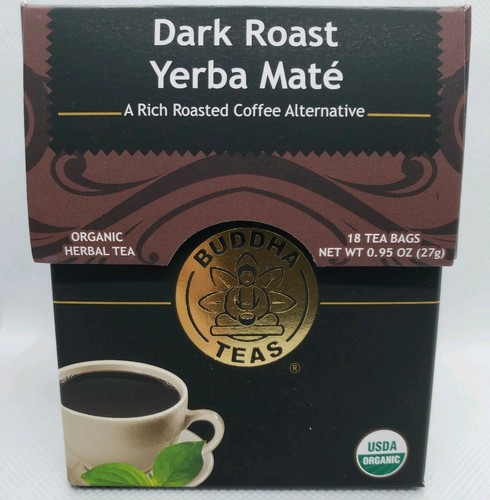 Dark Roast
Yerba Maté
A Rich Roasted Coffee Alternative
ORGANIC
HERBAL TEA
18 TEA BAGS
NET WT 0.95 OZ (27g)
BUDDHA
TEAS
®
USDA
ORGANIC